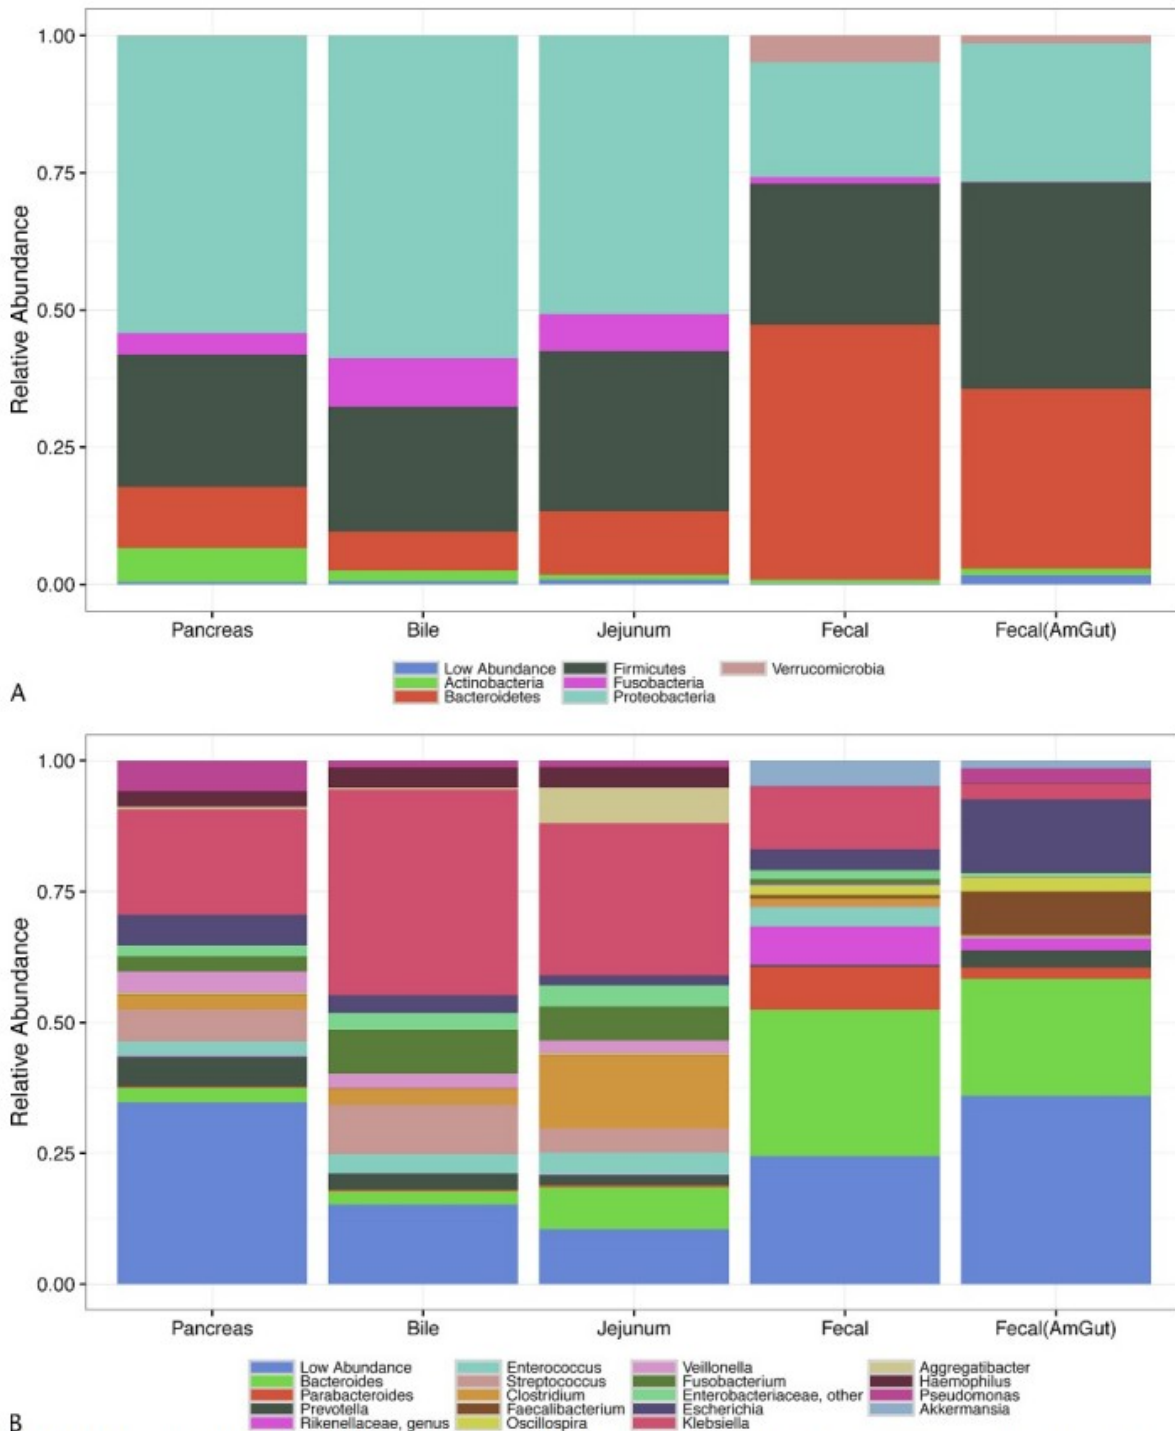 1.00
0.75
0.50
0.25
0.00
Relative Abundance
Pancreas Bile Jejunum Fecal Fecal(AmGut)
Low Abundance Firmicutes Verrucomicrobia
Actinobacteria Fusobacteria
Bacteroidetes Proteobacteria
A
1.00
0.75
0.50
0.25
0.00
Relative Abundance
Pancreas Bile Jejunum Fecal Fecal(AmGut)
Low Abundance Enterococcus Veillonella Aggregatibacter
Bacteroides Streptococcus Fusobacterium Haemophilus
Parabacteroides Clostridium Enterobacteriaceae, other Pseudomonas
Prevotella Faecalibacterium Escherichia Akkermansia
Rikenellaceae, genus Oscillospira Klebsiella
B